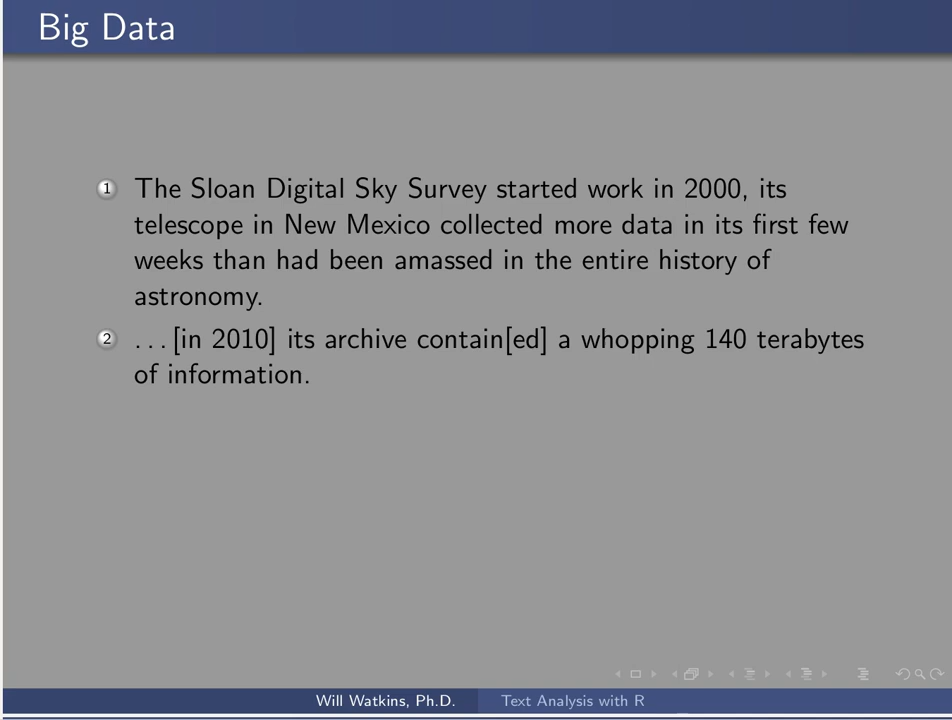 Big Data
1 The Sloan Digital Sky Survey started work in 2000, its
telescope in New Mexico collected more data in its first few
weeks than had been amassed in the entire history of
astronomy.
2 . . . [in 2010] its archive contain[ed] a whopping 140 terabytes
of information.
Will Watkins, Ph.D. Text Analysis with R